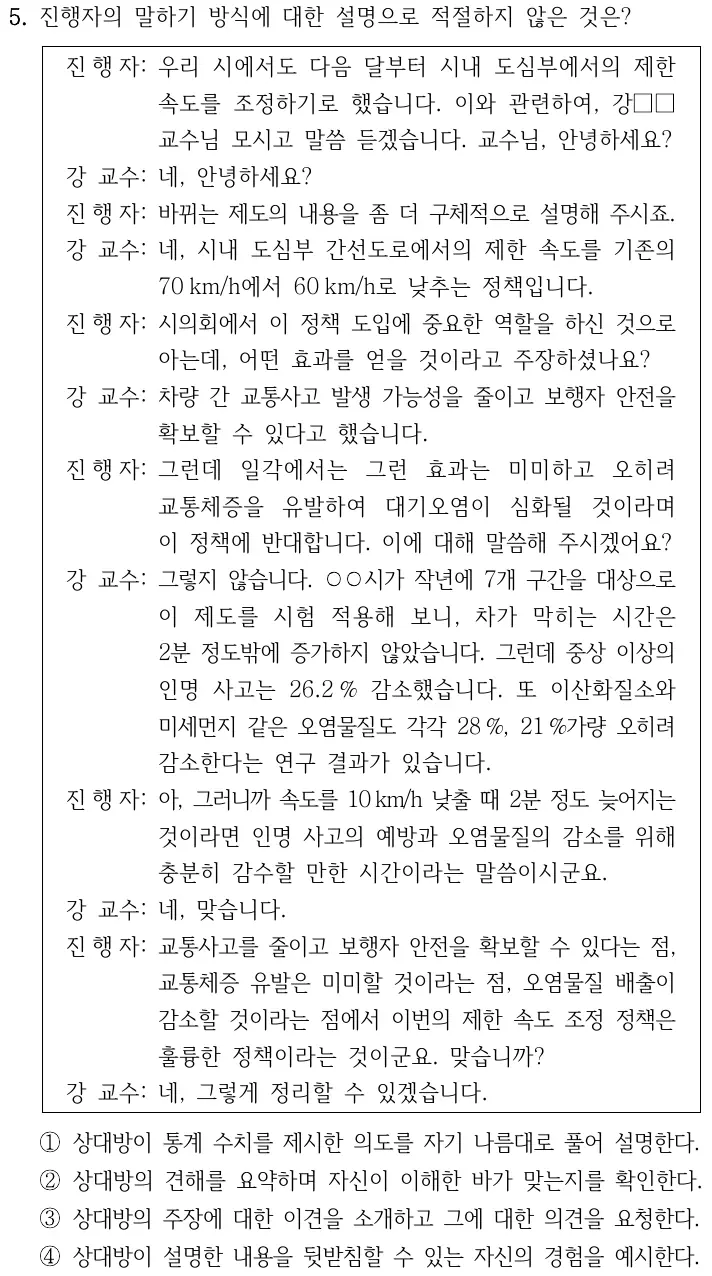 5. 진행자의 말하기 방식에 대한 설명으로 적절하지 않은 것은?
진행자: 우리 시에서도 다음 달부터 시내 도심부에서의 제한
속도를 조정하기로 했습니다. 이와 관련하여, 강□□
교수님 모시고 말씀 듣겠습니다. 교수님, 안녕하세요?
강 교수: 네, 안녕하세요?
진행자: 바뀌는 제도의 내용을 좀 더 구체적으로 설명해 주시죠.
강 교수: 네, 시내 도심부 간선도로에서의 제한 속도를 기존의
70 km/h에서 60 km/h로 낮추는 정책입니다.
진행자: 시의회에서 이 정책 도입에 중요한 역할을 하신 것으로
아는데, 어떤 효과를 얻을 것이라고 주장하셨나요?
강 교수: 차량 간 교통사고 발생 가능성을 줄이고 보행자 안전을
확보할 수 있다고 했습니다.
진행자: 그런데 일각에서는 그런 효과는 미미하고 오히려
교통체증을 유발하여 대기오염이 심화될 것이라며
이 정책에 반대합니다. 이에 대해 말씀해 주시겠어요?
강 교수: 그렇지 않습니다. ○○시가 작년에 7개 구간을 대상으로
이 제도를 시험 적용해 보니, 차가 막히는 시간은
2분 정도밖에 증가하지 않았습니다. 그런데 중상 이상의
인명 사고는 26.2 % 감소했습니다. 또 이산화질소와
미세먼지 같은 오염물질도 각각 28 %, 21 %가량 오히려
감소한다는 연구 결과가 있습니다.
진행자: 아, 그러니까 속도를 10 km/h 낮출 때 2분 정도 늦어지는
것이라면 인명 사고의 예방과 오염물질의 감소를 위해
충분히 감수할 만한 시간이라는 말씀이시군요.
강 교수: 네, 맞습니다.
진행자: 교통사고를 줄이고 보행자 안전을 확보할 수 있다는 점,
교통체증 유발은 미미할 것이라는 점, 오염물질 배출이
감소할 것이라는 점에서 이번의 제한 속도 조정 정책은
훌륭한 정책이라는 것이군요. 맞습니까?
강 교수: 네, 그렇게 정리할 수 있겠습니다.
① 상대방이 통계 수치를 제시한 의도를 자기 나름대로 풀어 설명한다.
② 상대방의 견해를 요약하며 자신이 이해한 바가 맞는지를 확인한다.
③ 상대방의 주장에 대한 이견을 소개하고 그에 대한 의견을 요청한다.
④ 상대방이 설명한 내용을 뒷받침할 수 있는 자신의 경험을 예시한다.